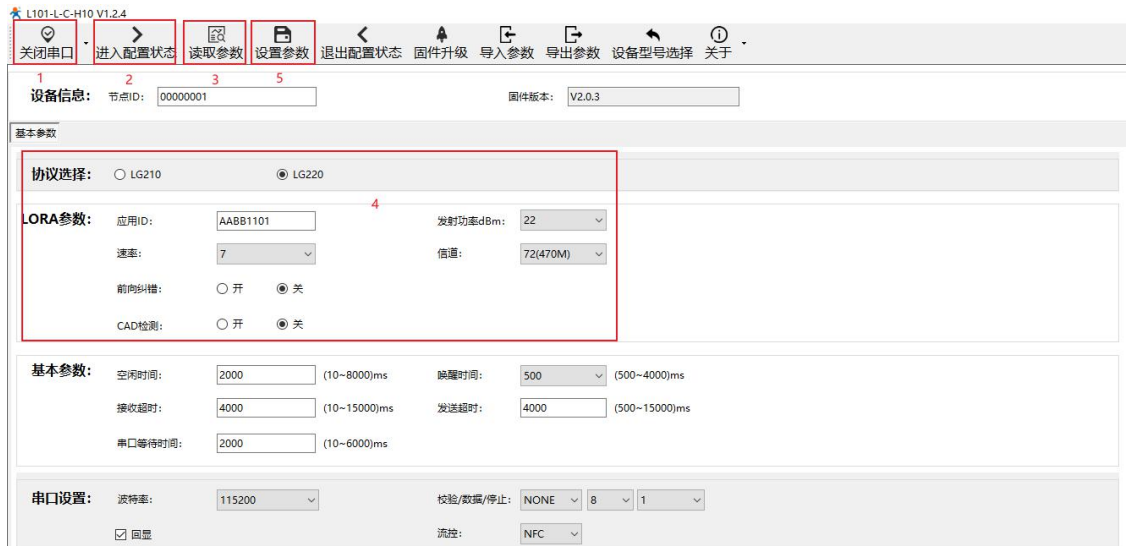 L101-L-C-H10 V1.2.4
关闭串口 进入配置状态 读取参数 设置参数 退出配置状态 固件升级 导入参数 导出参数 设备型号选择 关于
1 2 3 5
设备信息: 节点ID: 00000001 固件版本: V2.0.3
基本参数
协议选择: LG210 LG220
4
LORA参数: 应用ID: AABB1101 发射功率dBm: 22
速率: 7 信道: 72(470M)
前向纠错: 开 关
CAD检测: 开 关
基本参数: 空闲时间: 2000 (10~8000)ms 唤醒时间: 500 (500~4000)ms
接收超时: 4000 (10~15000)ms 发送超时: 4000 (500~15000)ms
串口等待时间: 2000 (10~6000)ms
串口设置: 波特率: 115200 校验/数据/停止: NONE 8 1
回显 流控: NFC